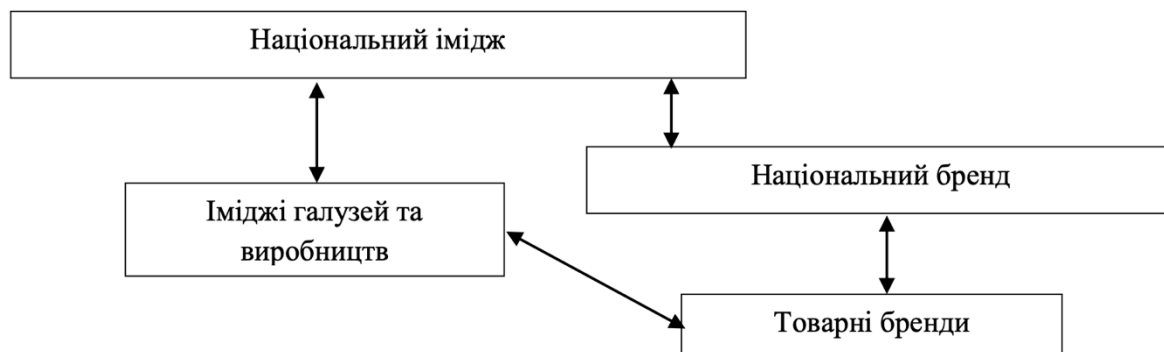 Національний імідж
Національний бренд
Іміджі галузей та
виробництв
Товарні бренди